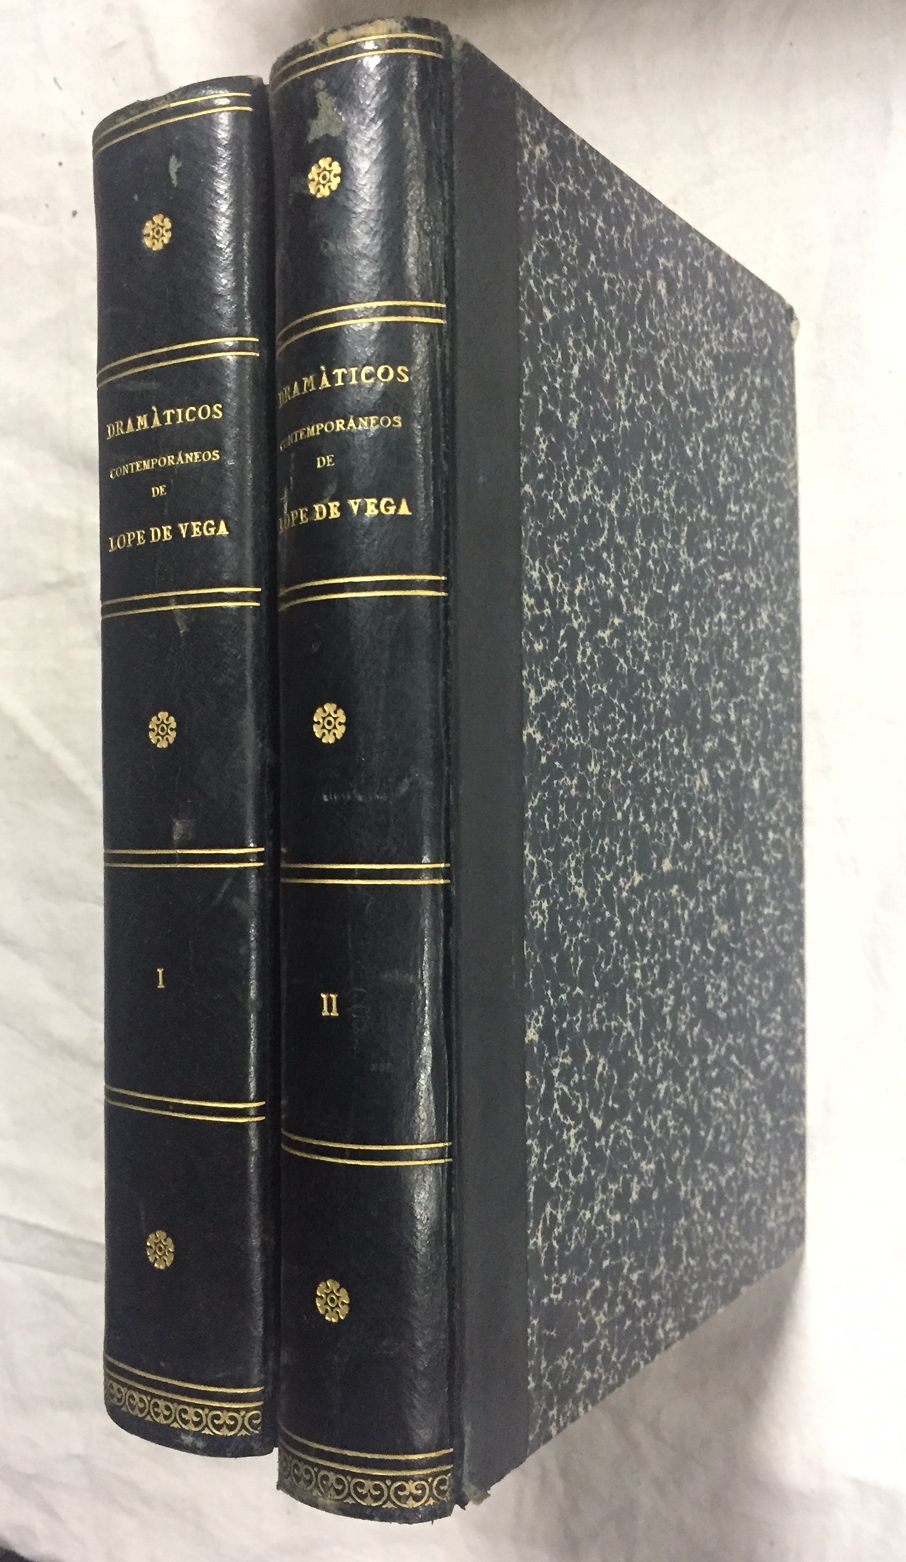 DRAMÀTICOS
CONTEMPORÁNEOS
DE
LOPE DE VEGA
I
DRAMÀTICOS
CONTEMPORÁNEOS
DE
LOPE DE VEGA
II